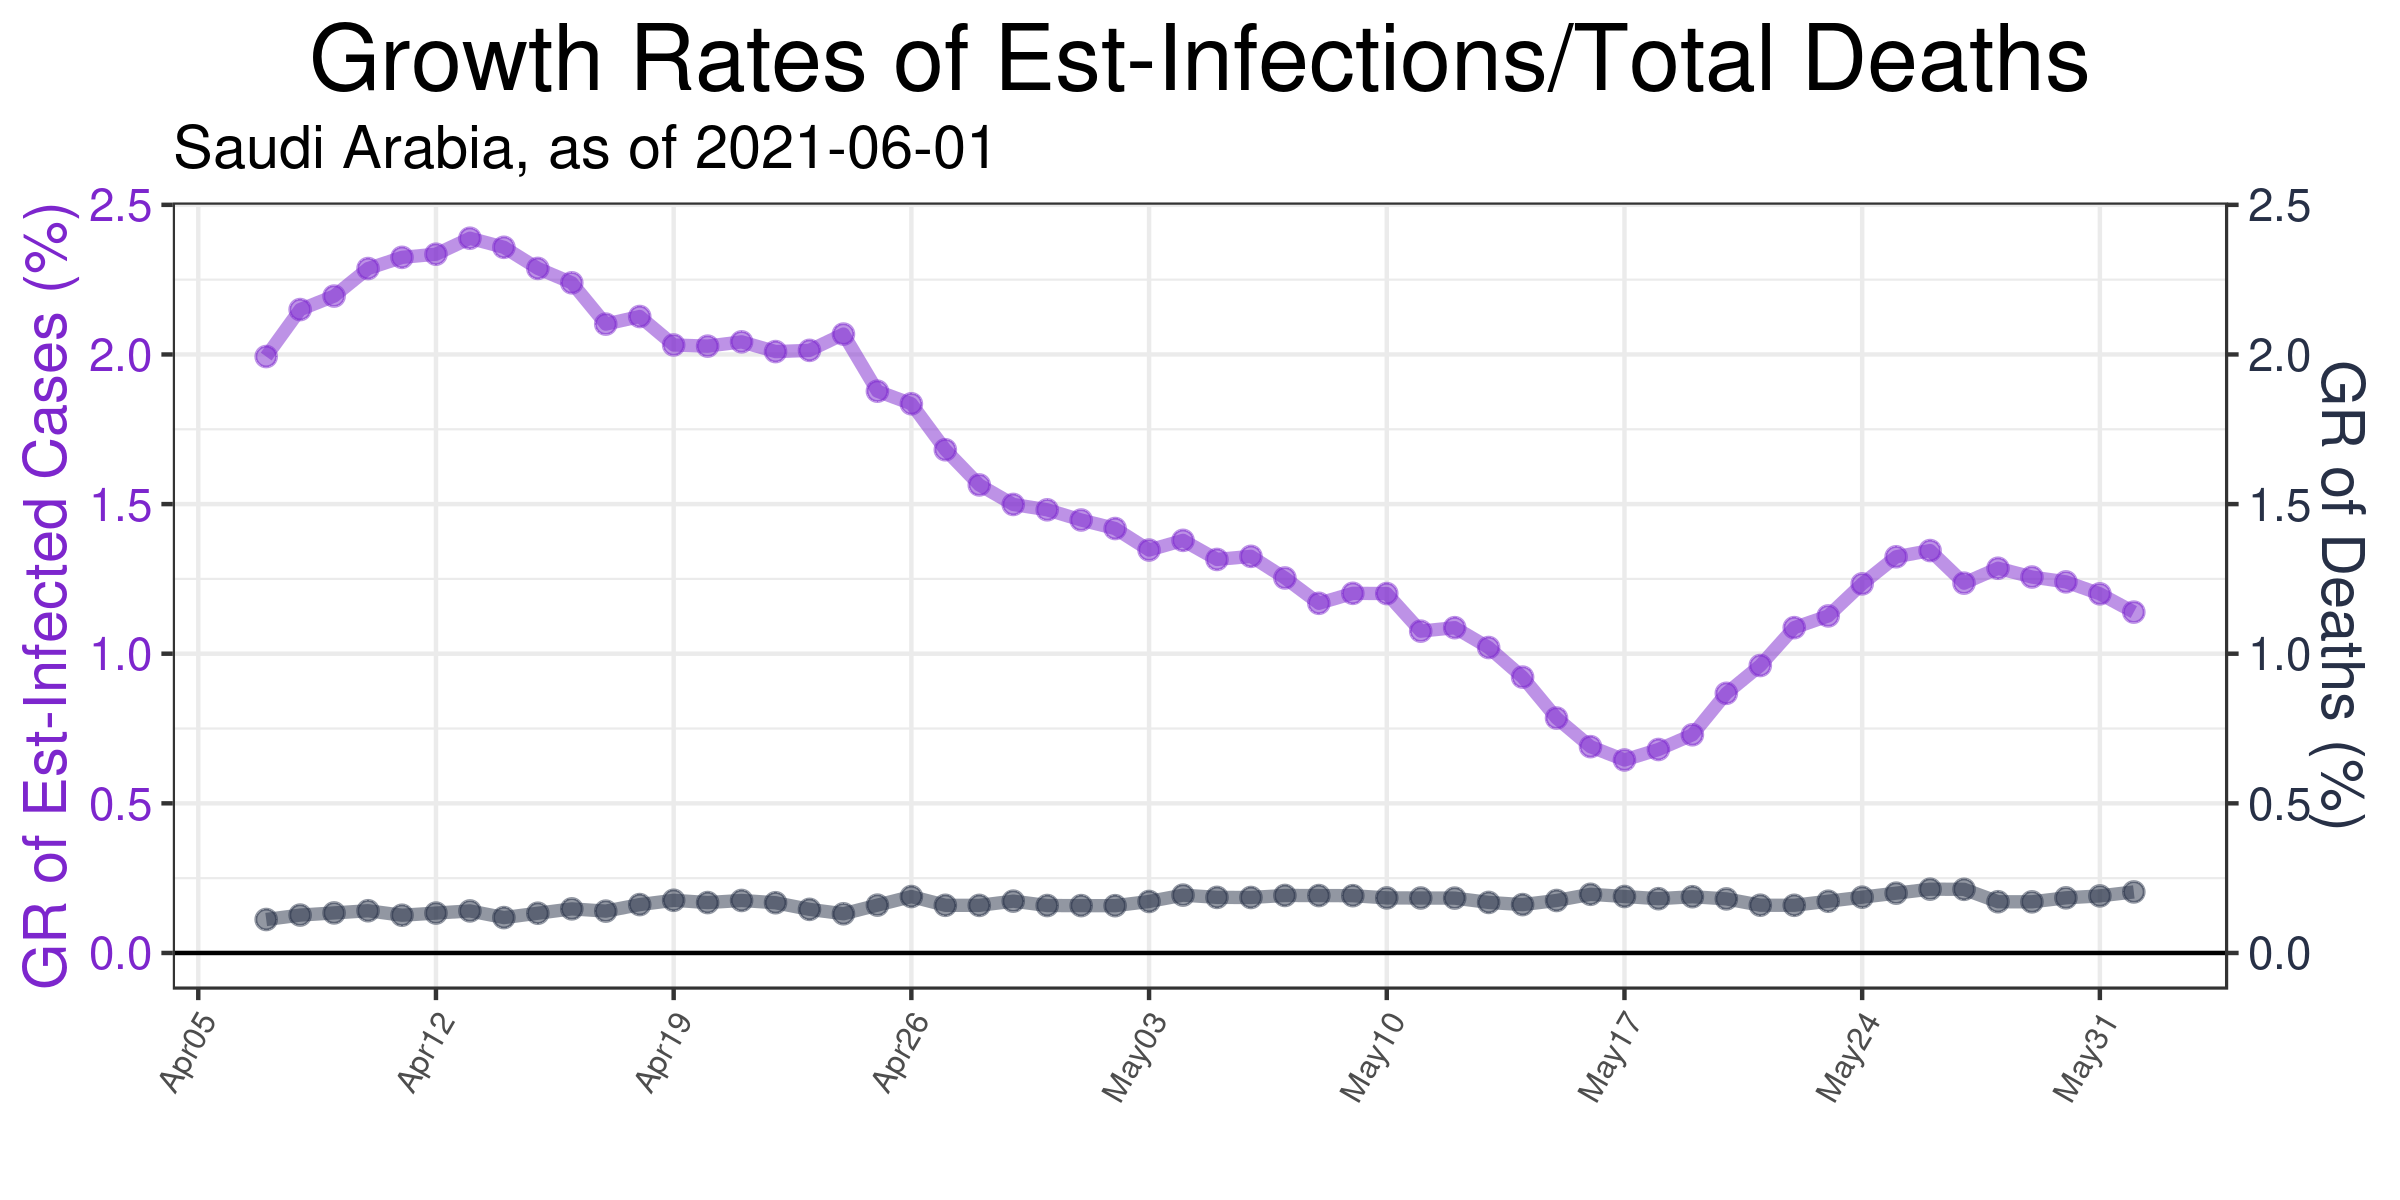 Growth Rates of Est-Infections/Total Deaths
Saudi Arabia, as of 2021-06-01
GR of Est-Infected Cases (%)
2.5
2.0
1.5
1.0
0.5
0.0
2.5
2.0
1.5
1.0
0.5
0.0
GR of Deaths (%)
Apr05
Apr12
Apr19
Apr26
May03
May10
May17
May24
May31